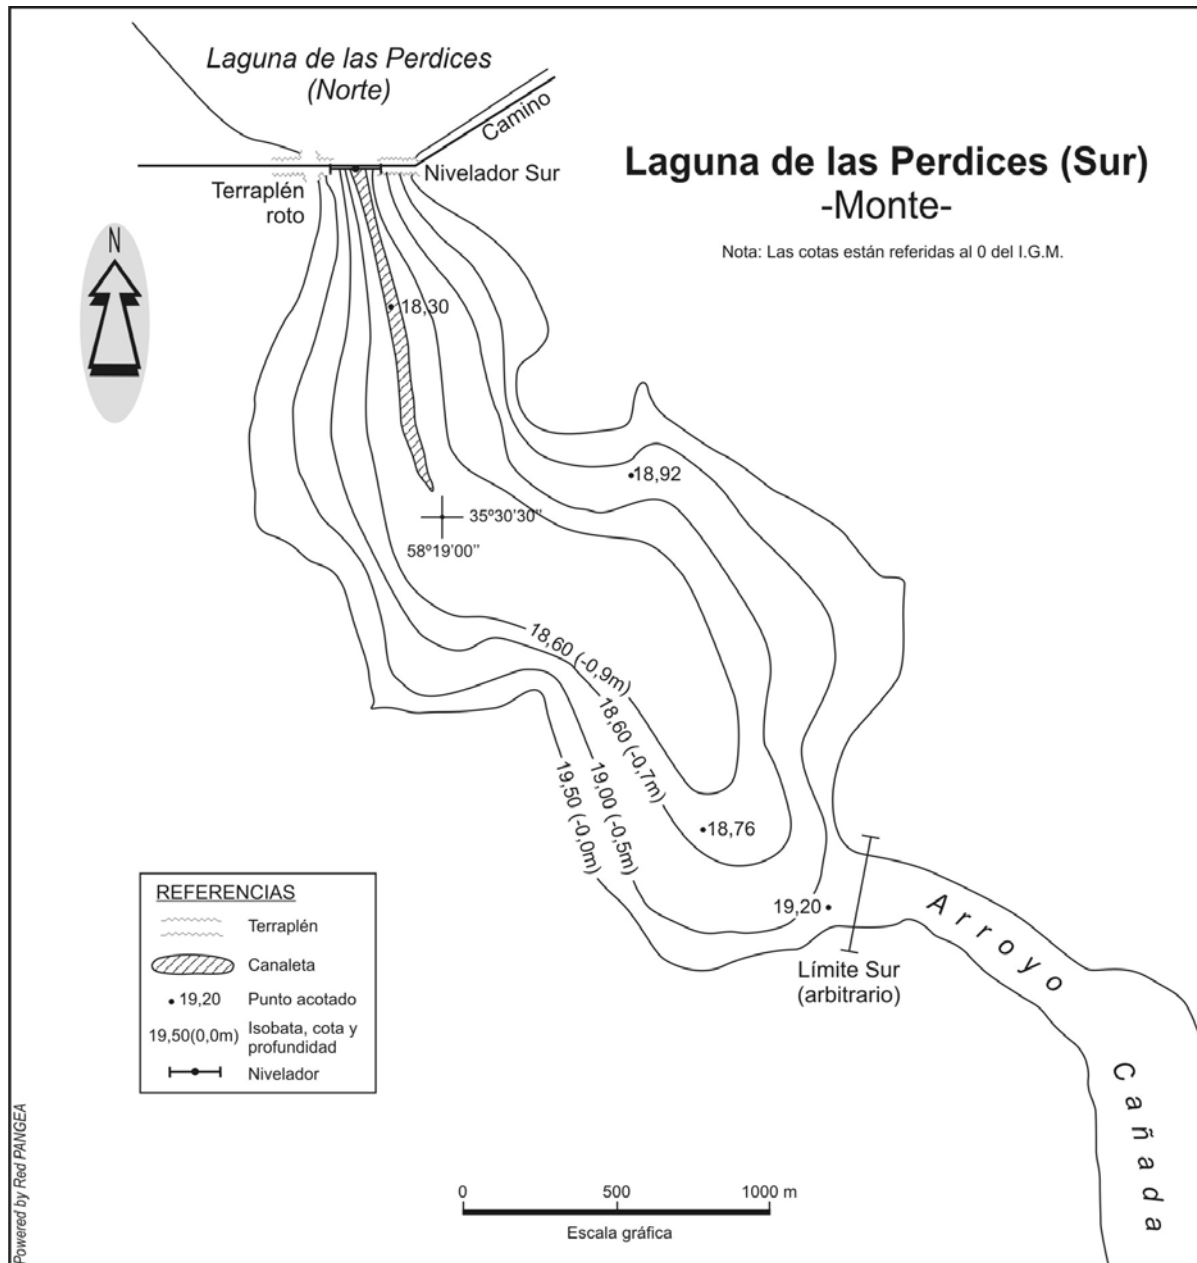 Laguna de las Perdices
(Norte)
Camino
Laguna de las Perdices (Sur)
-Monte-
Nota: Las cotas están referidas al 0 del I.G.M.
Nivelador Sur
Terraplén
roto
N
18,30
18,92
35º30'30''
58º19'00''
18,60 (-0,9m)
18,60 (-0,7m)
19,00 (-0,5m)
19,50 (-0,0m)
18,76
19,20
Límite Sur
(arbitrario)
Arroyo
Cañada
REFERENCIAS
Terraplén
Canaleta
19,20 Punto acotado
19,50(0,0m) Isobata, cota y
profundidad
Nivelador
0 500 1000 m
Escala gráfica
Powered by Red PANGEA